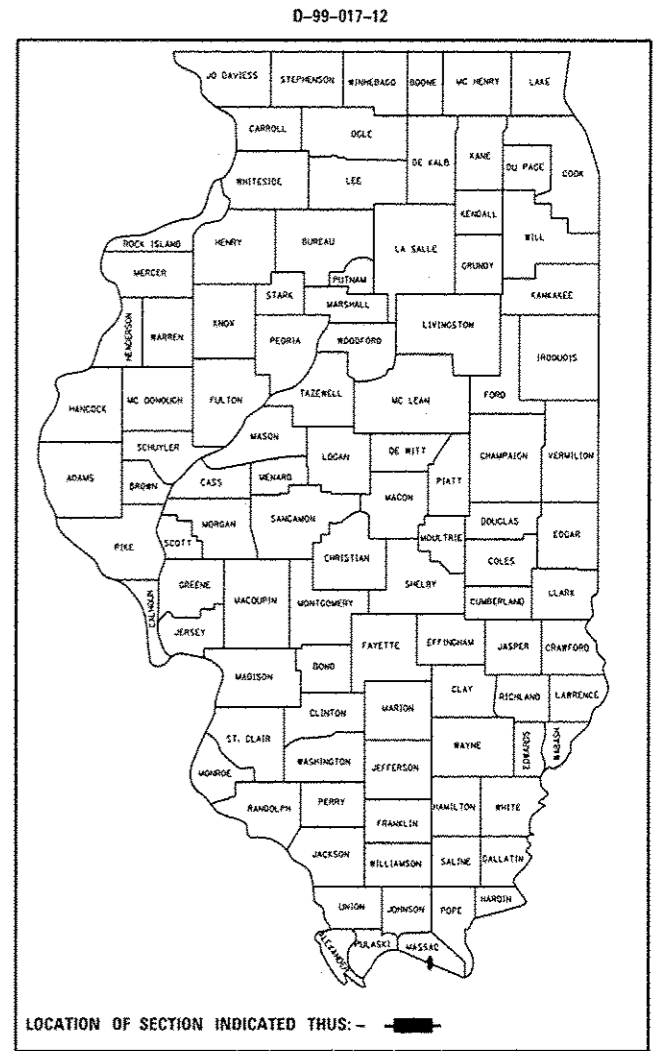 D-99-017-12
JO DAVIESS STEPHENSON WINNEBAGO BOONE MC HENRY LAKE
CARROLL OGLE DE KALB KANE DU PAGE COOK
WHITESIDE LEE KENDALL WILL
ROCK ISLAND HENRY BUREAU LA SALLE GRUNDY
MERCER PUTNAM KANKAKEE
HENDERSON WARREN KNOX STARK MARSHALL LIVINGSTON
PEORIA WOODFORD IROQUOIS
HANCOCK MC DONOUGH FULTON TAZEWELL MC LEAN FORD
SCHUYLER MASON LOGAN DE WITT CHAMPAIGN VERMILION
ADAMS BROWN CASS MENARD MACON PIATT
PIKE SCOTT MORGAN SANGAMON CHRISTIAN MOULTRIE DOUGLAS EDGAR
COLES
CALHOUN GREENE MACOUPIN MONTGOMERY SHELBY CUMBERLAND CLARK
JERSEY BOND FAYETTE EFFINGHAM JASPER CRAWFORD
MADISON CLINTON MARION CLAY RICHLAND LAWRENCE
ST. CLAIR WASHINGTON JEFFERSON WAYNE EDWARDS WABASH
MONROE
RANDOLPH PERRY FRANKLIN HAMILTON WHITE
JACKSON WILLIAMSON SALINE GALLATIN
UNION JOHNSON POPE HARDIN
ALEXANDER PULASKI MASSAC
LOCATION OF SECTION INDICATED THUS: -